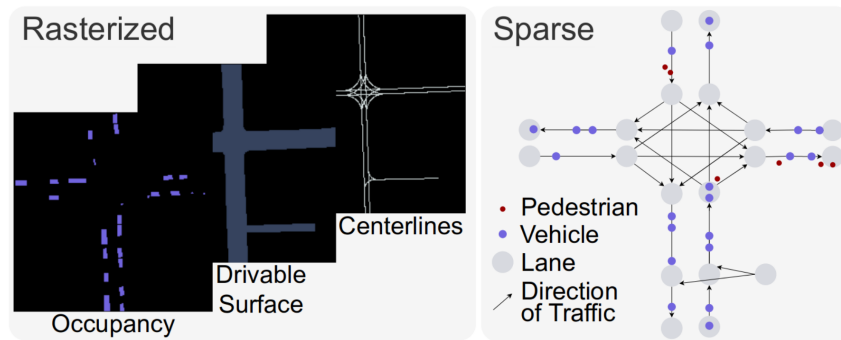 Rasterized
Occupancy
Drivable
Surface
Centerlines
Sparse
Pedestrian
Vehicle
Lane
Direction
of Traffic